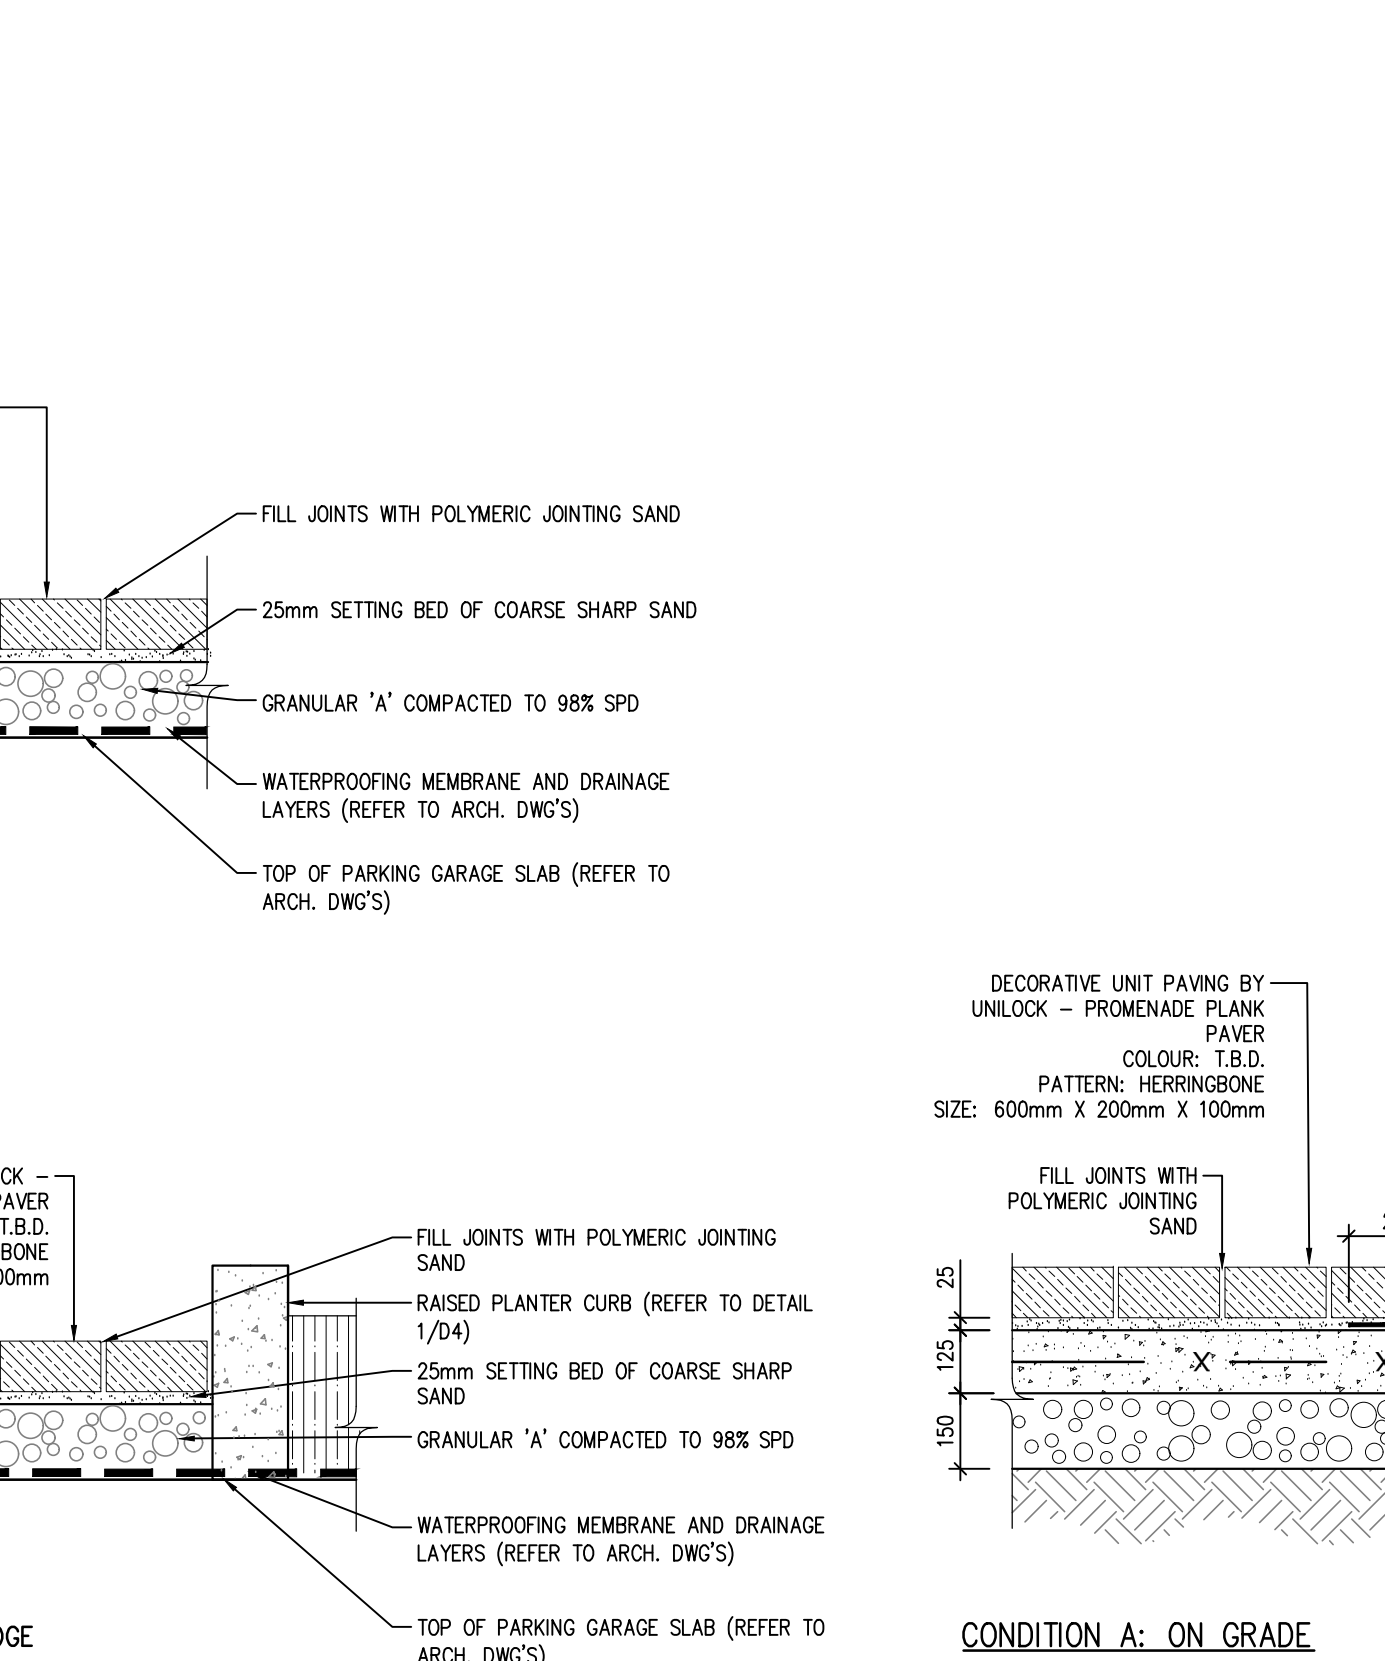 FILL JOINTS WITH POLYMERIC JOINTING SAND
25mm SETTING BED OF COARSE SHARP SAND
GRANULAR 'A' COMPACTED TO 98% SPD
WATERPROOFING MEMBRANE AND DRAINAGE
LAYERS (REFER TO ARCH. DWG'S)
TOP OF PARKING GARAGE SLAB (REFER TO
ARCH. DWG'S)
CK –
PAVER
T.B.D.
BONE
00mm
FILL JOINTS WITH POLYMERIC JOINTING
SAND
RAISED PLANTER CURB (REFER TO DETAIL
1/D4)
25mm SETTING BED OF COARSE SHARP
SAND
GRANULAR 'A' COMPACTED TO 98% SPD
WATERPROOFING MEMBRANE AND DRAINAGE
LAYERS (REFER TO ARCH. DWG'S)
TOP OF PARKING GARAGE SLAB (REFER TO
ARCH. DWG'S)
DGE
DECORATIVE UNIT PAVING BY
UNILOCK – PROMENADE PLANK
PAVER
COLOUR: T.B.D.
PATTERN: HERRINGBONE
SIZE: 600mm X 200mm X 100mm
FILL JOINTS WITH
POLYMERIC JOINTING
SAND
25
125
150
X
CONDITION A: ON GRADE